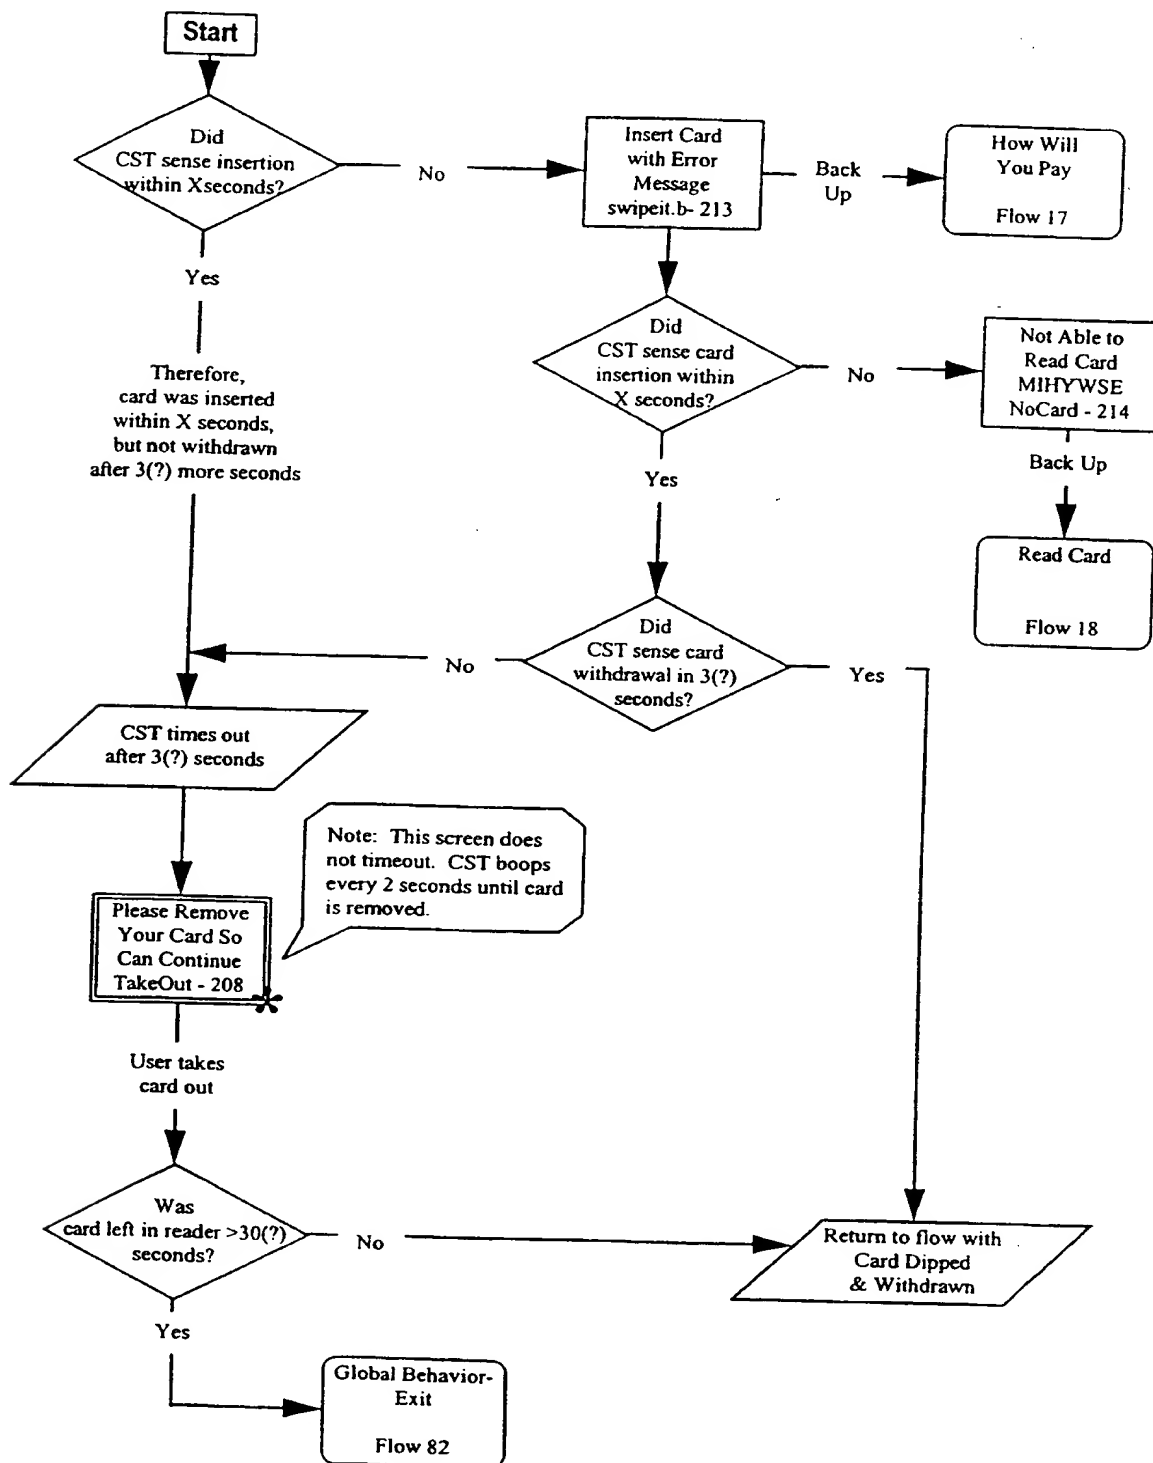 Start
Did
CST sense insertion
within Xseconds?
No
Insert Card
with Error
Message
swipeit.b- 213
Back
Up
How Will
You Pay
Flow 17
Yes
Therefore,
card was inserted
within X seconds,
but not withdrawn
after 3(?) more seconds
Did
CST sense card
insertion within
X seconds?
No
Not Able to
Read Card
MIHYWSE
NoCard - 214
Back Up
Read Card
Flow 18
Yes
Did
CST sense card
withdrawal in 3(?)
seconds?
No
Yes
CST times out
after 3(?) seconds
Note: This screen does
not timeout. CST boops
every 2 seconds until card
is removed.
Please Remove
Your Card So
Can Continue
TakeOut - 208
User takes
card out
Was
card left in reader >30(?)
seconds?
No
Return to flow with
Card Dipped
& Withdrawn
Yes
Global Behavior-
Exit
Flow 82